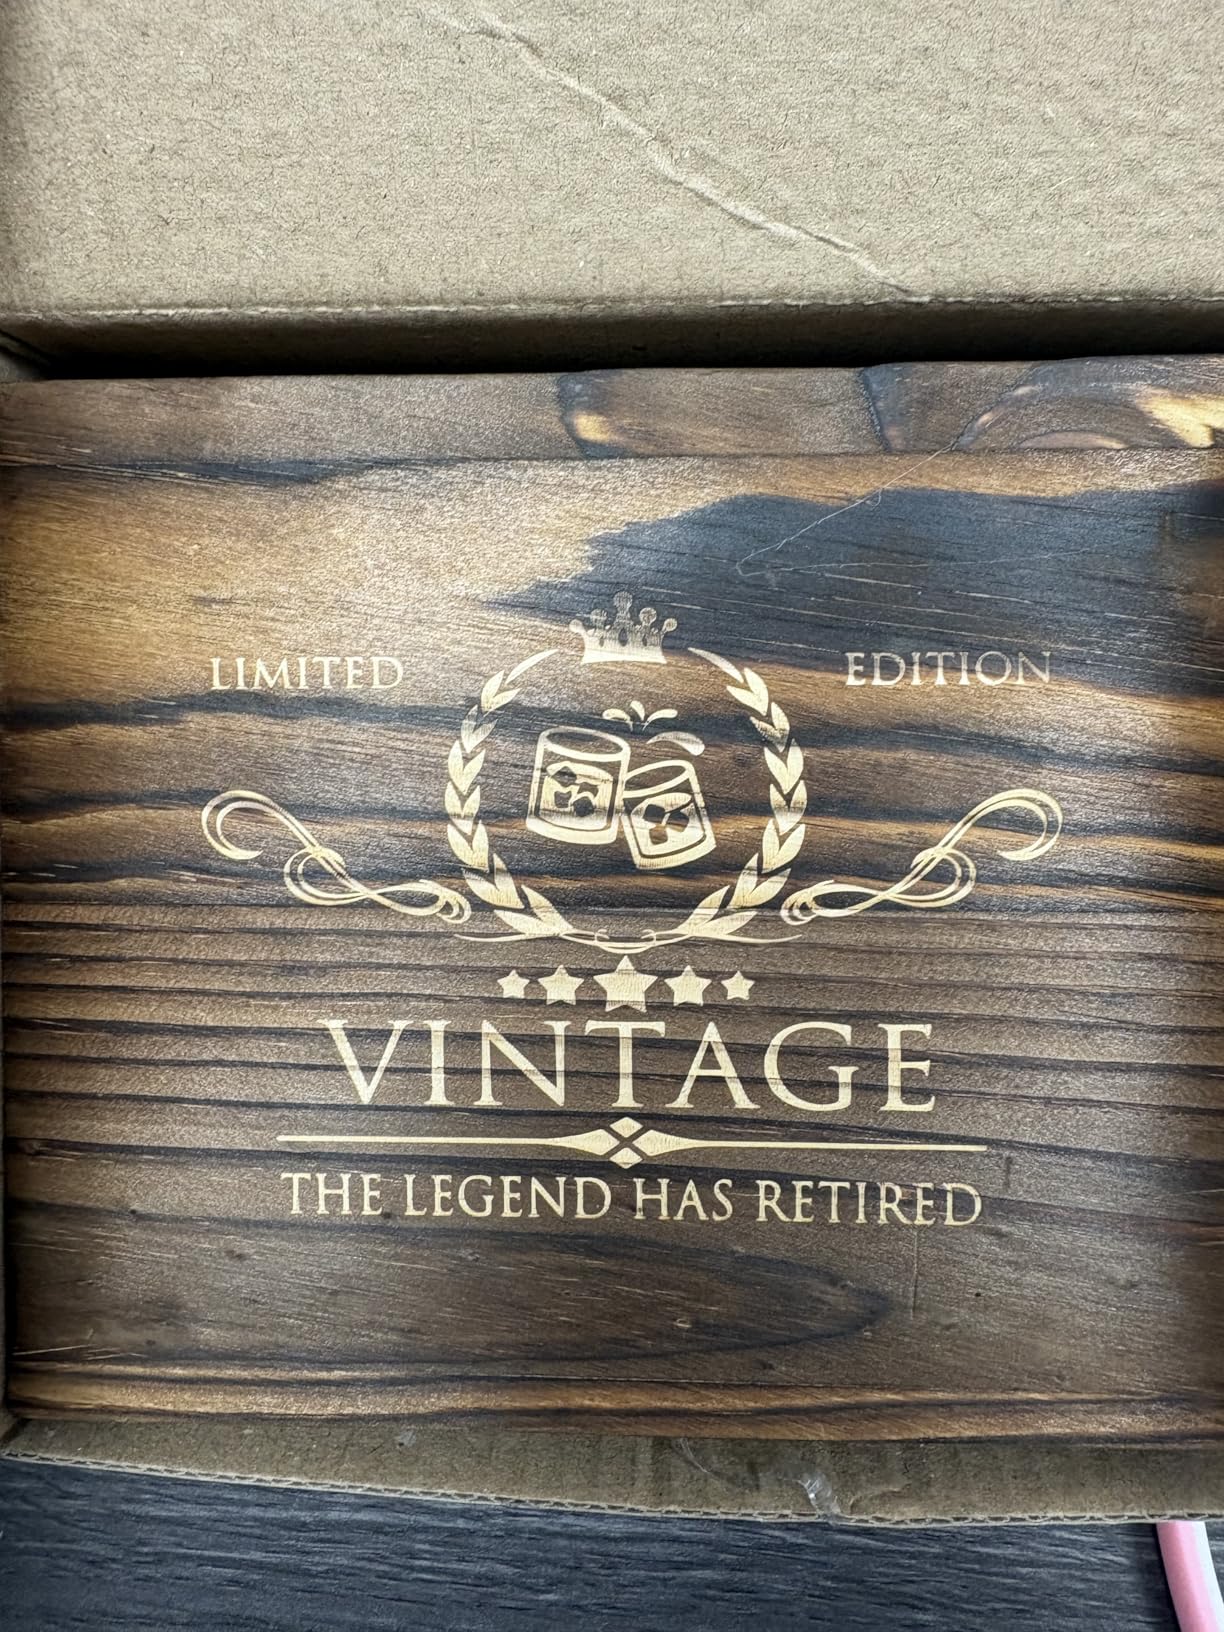 LIMITED EDITION
VINTAGE
THE LEGEND HAS RETIRED